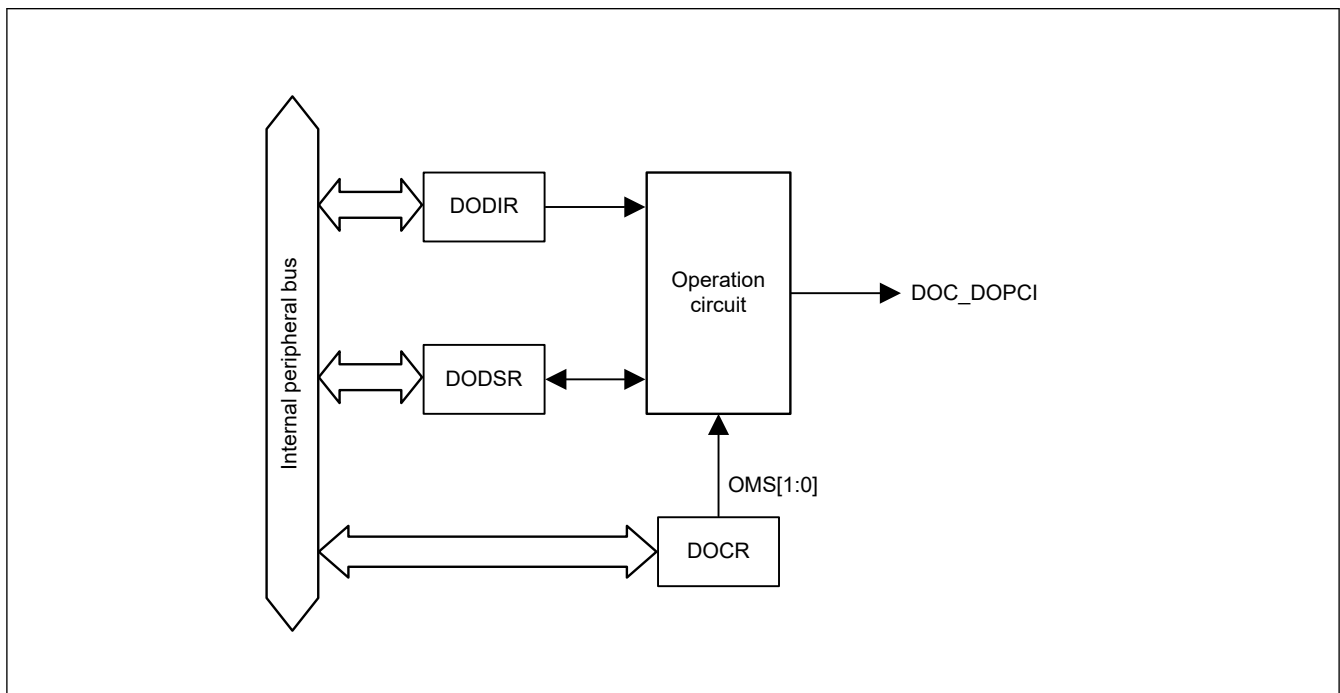 Internal peripheral bus
DODIR
Operation
circuit
DOC_DOPCI
DODSR
OMS[1:0]
DOCR